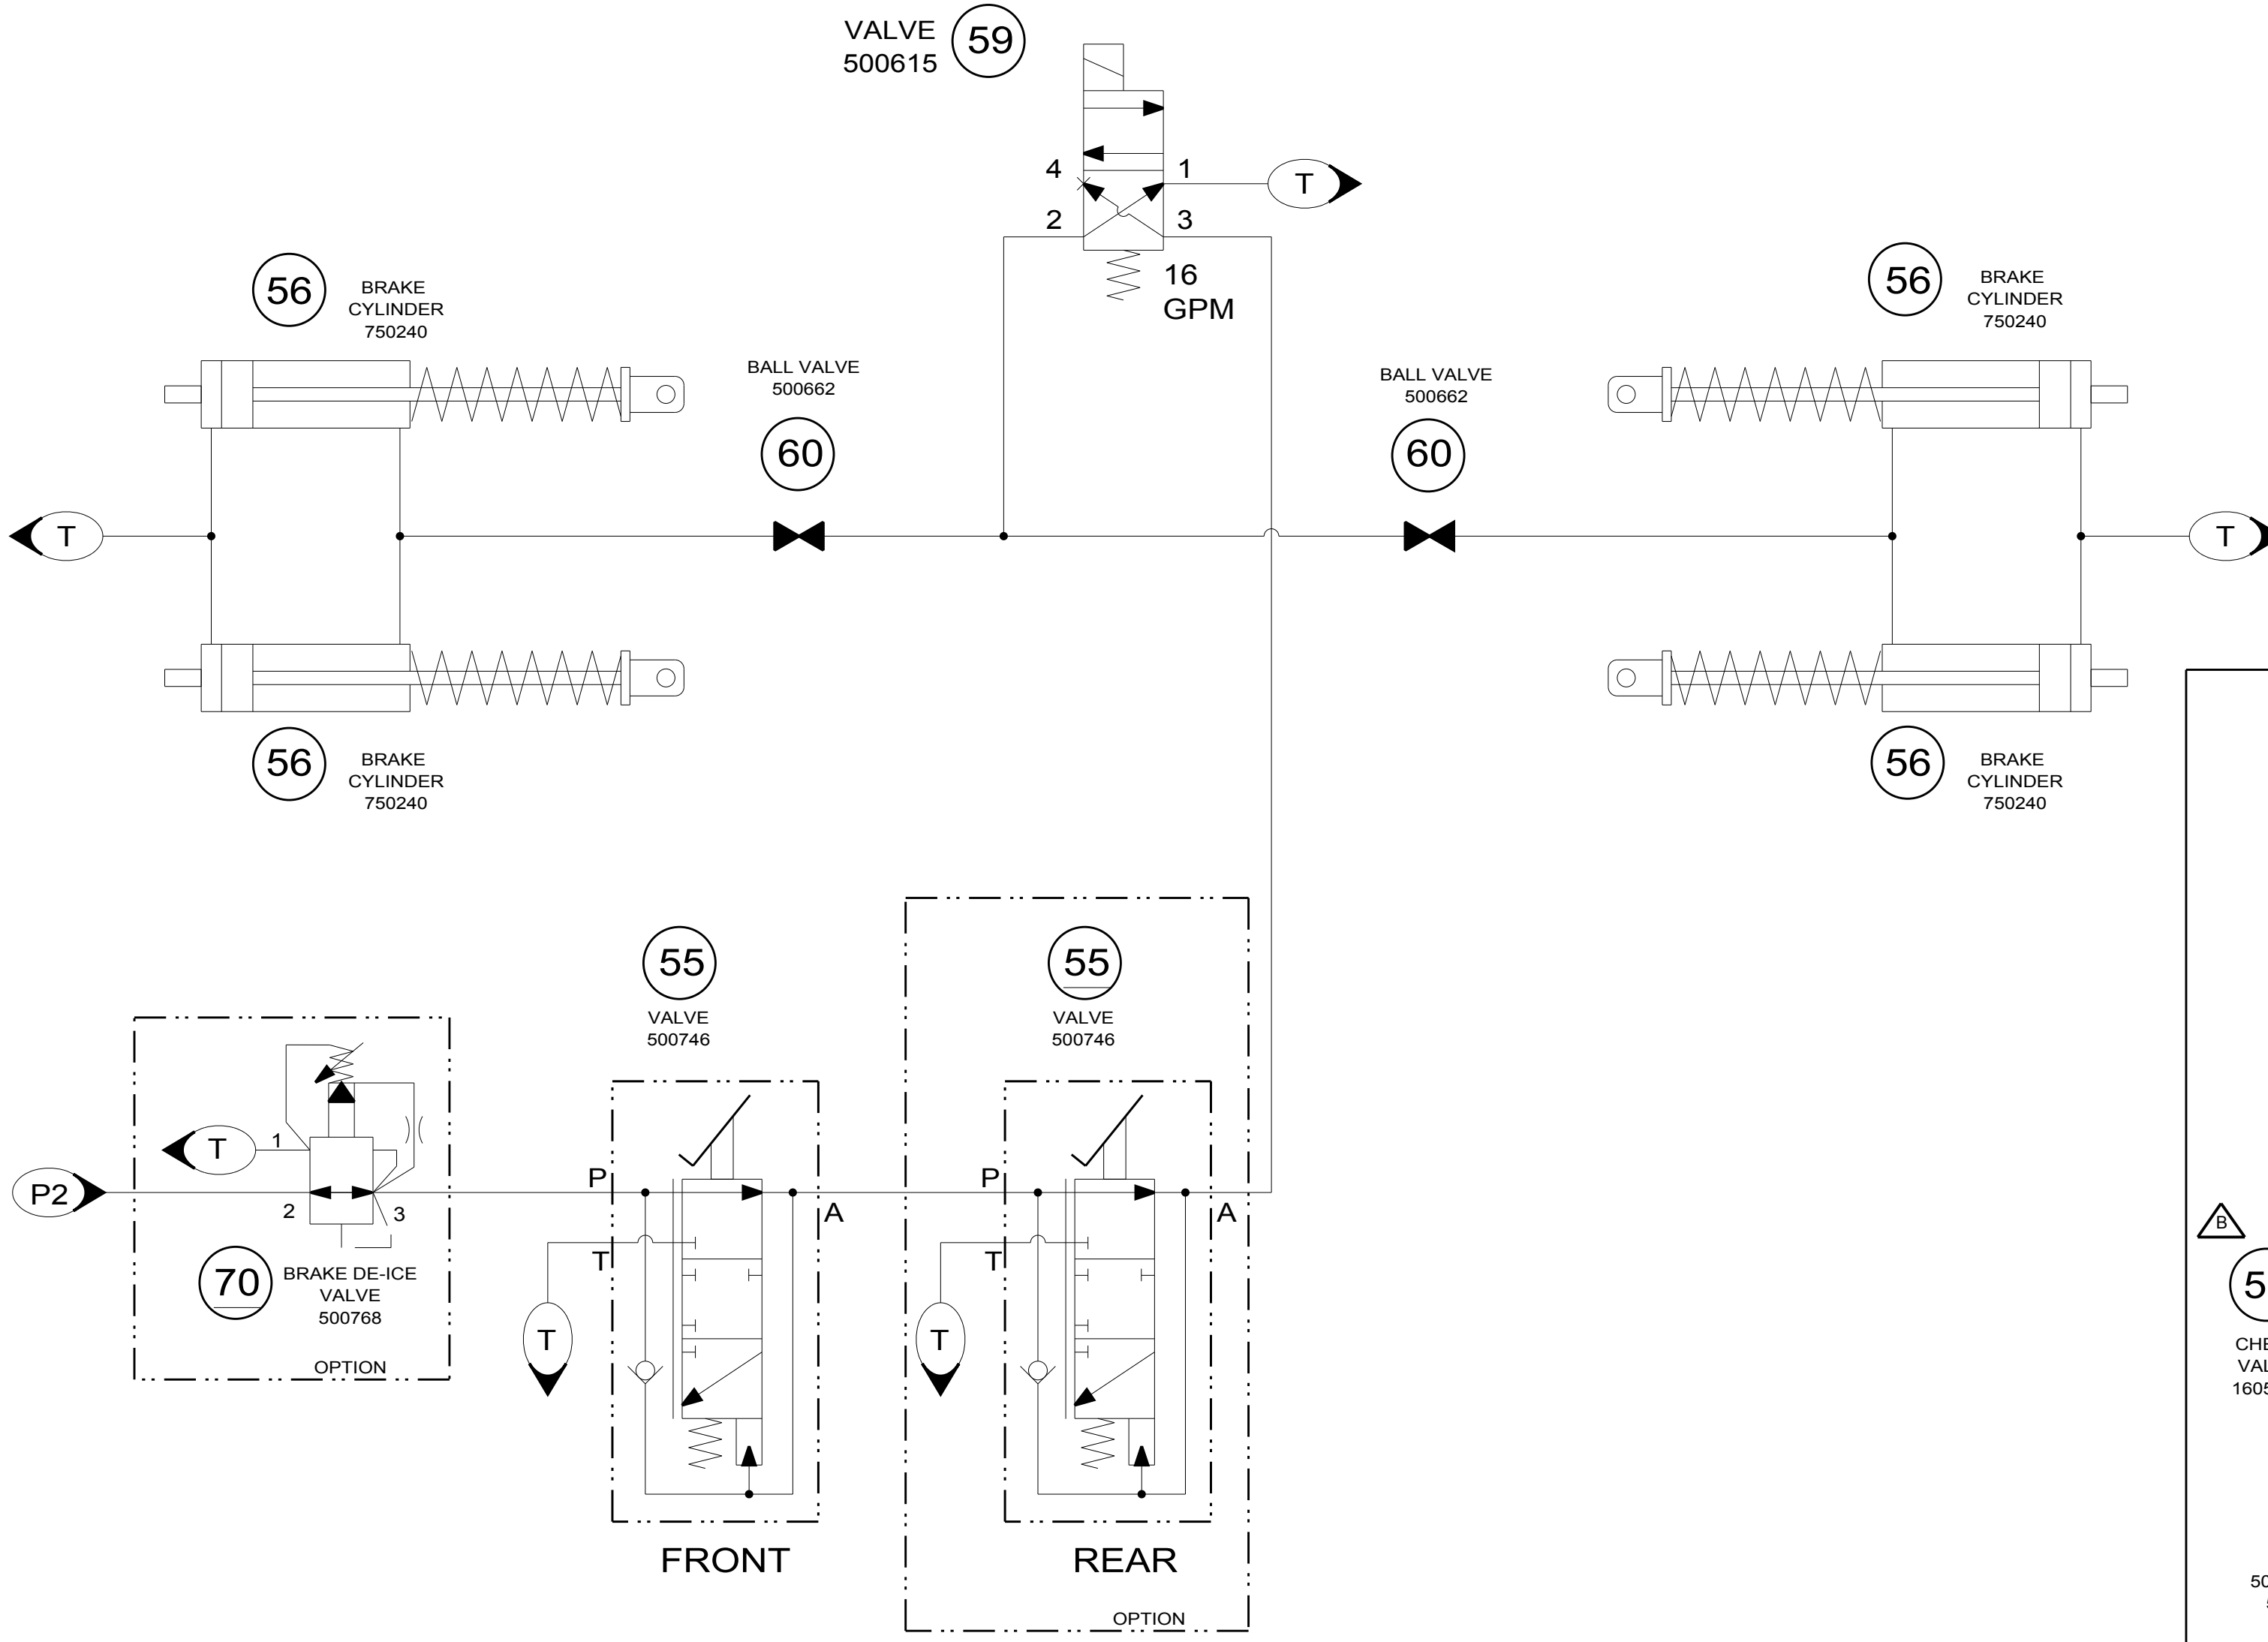 VALVE
500615
59
4
1
T
2
3
16
GPM
56
BRAKE
CYLINDER
750240
56
BRAKE
CYLINDER
750240
BALL VALVE
500662
60
BALL VALVE
500662
60
T
T
56
BRAKE
CYLINDER
750240
56
BRAKE
CYLINDER
750240
55
VALVE
500746
55
VALVE
500746
T
1
P2
2
3
70
BRAKE DE-ICE
VALVE
500768
OPTION
P
A
T
T
FRONT
P
A
T
T
REAR
OPTION
B